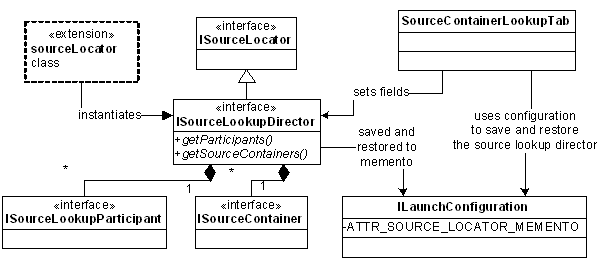 «extension»
sourceLocator
class
«interface»
ISourceLocator
SourceContainerLookupTab
instantiates
sets fields
«interface»
ISourceLookupDirector
+getParticipants()
+getSourceContainers()
saved and
restored to
memento
uses configuration
to save and restore
the source lookup director
*
1
*
1
«interface»
ISourceLookupParticipant
«interface»
ISourceContainer
ILaunchConfiguration
-ATTR_SOURCE_LOCATOR_MEMENTO